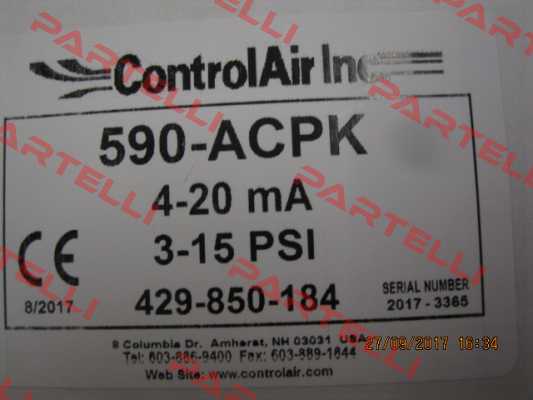 PARTELLI PARTELLI PARTELLI
ControlAir Inc
590-ACPK
4-20 mA
3-15 PSI
CE
8/2017
429-850-184
SERIAL NUMBER
2017 - 3365
8 Columbia Dr. Amherst, NH 03031 USA
Tel: 603-886-9400 Fax: 603-889-1844
Web Site: www.controlair.com
27/09/2017 16:34
PARTELLI PARTELLI PARTELLI